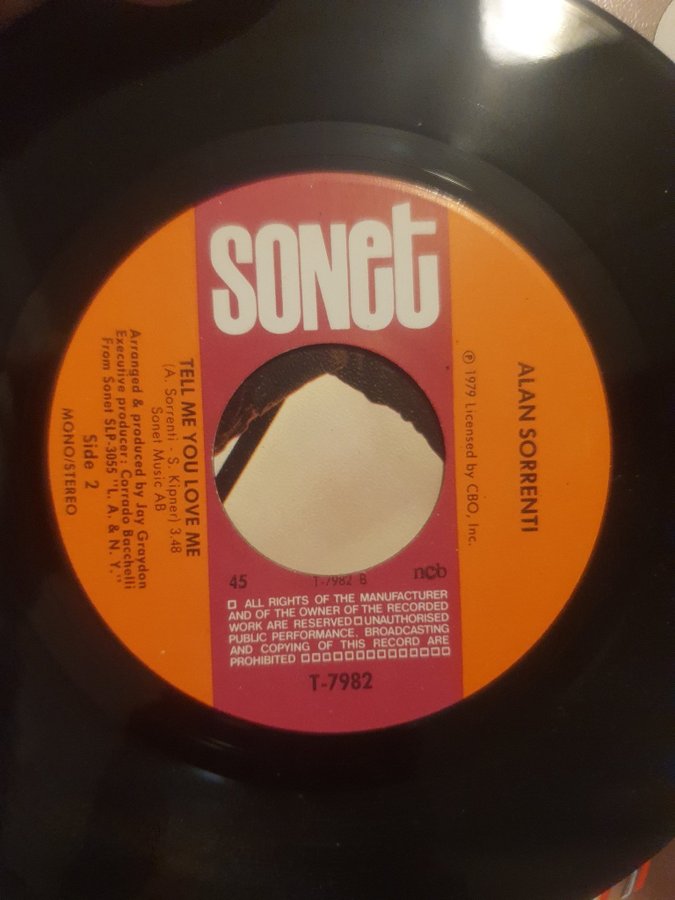 SONET
ALAN SORRENTI
℗ 1979 Licensed by CBO, Inc.
TELL ME YOU LOVE ME
(A. Sorrenti - S. Kipner) 3.48
Sonet Music AB
Arranged & produced by Jay Graydon
Executive producer: Corrado Bacchelli
From Sonet SLP-3055 "L. A. & N. Y."
Side 2
MONO/STEREO
45
T-7982 B
ncb
ALL RIGHTS OF THE MANUFACTURER
AND OF THE OWNER OF THE RECORDED
WORK ARE RESERVED UNAUTHORISED
PUBLIC PERFORMANCE, BROADCASTING
AND COPYING OF THIS RECORD ARE
PROHIBITED
T-7982